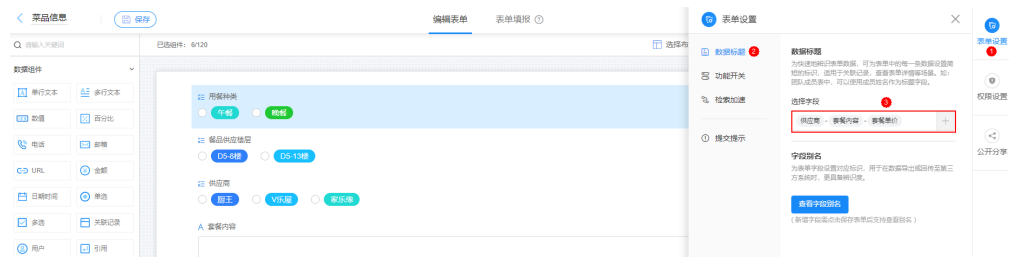 菜品信息
保存
编辑表单
表单填报
表单设置
表单设置
1
请输入关键词
已选组件： 6/120
选择布
数据组件
单行文本
多行文本
数值
百分比
电话
邮箱
URL
金额
日期时间
单选
多选
关联记录
用户
引用
用餐种类
午餐
晚餐
餐品供应楼层
D5-8楼
D5-13楼
供应商
厨王
V乐屋
家乐缘
套餐内容
数据标题 2
功能开关
检索加速
提交提示
数据标题
为快速地辨识表单数据，可为表单中的每一条数据设置简
短的标识，适用于关联记录，查看表单详情等场景。如：
团队成员表中，可以使用成员姓名作为标题字段。
选择字段
3
供应商 - 套餐内容 - 套餐单价
字段别名
为表单字段设置对应标识，用于在数据导出或回传至第三
方系统时，更具辨识度。
查看字段别名
（新增字段需点击保存表单后支持查看别名）
权限设置
公开分享